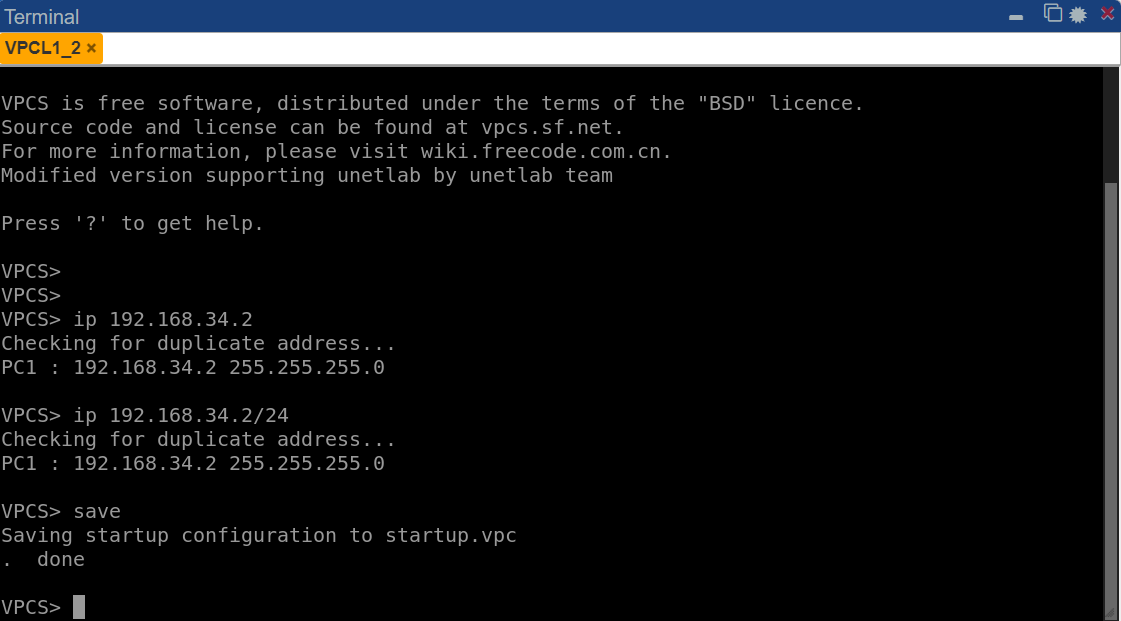 Terminal
VPCL1_2 ×
VPCS is free software, distributed under the terms of the "BSD" licence.
Source code and license can be found at vpcs.sf.net.
For more information, please visit wiki.freecode.com.cn.
Modified version supporting unetlab by unetlab team
Press '?' to get help.
VPCS>
VPCS>
VPCS> ip 192.168.34.2
Checking for duplicate address...
PC1 : 192.168.34.2 255.255.255.0
VPCS> ip 192.168.34.2/24
Checking for duplicate address...
PC1 : 192.168.34.2 255.255.255.0
VPCS> save
Saving startup configuration to startup.vpc
.  done
VPCS>